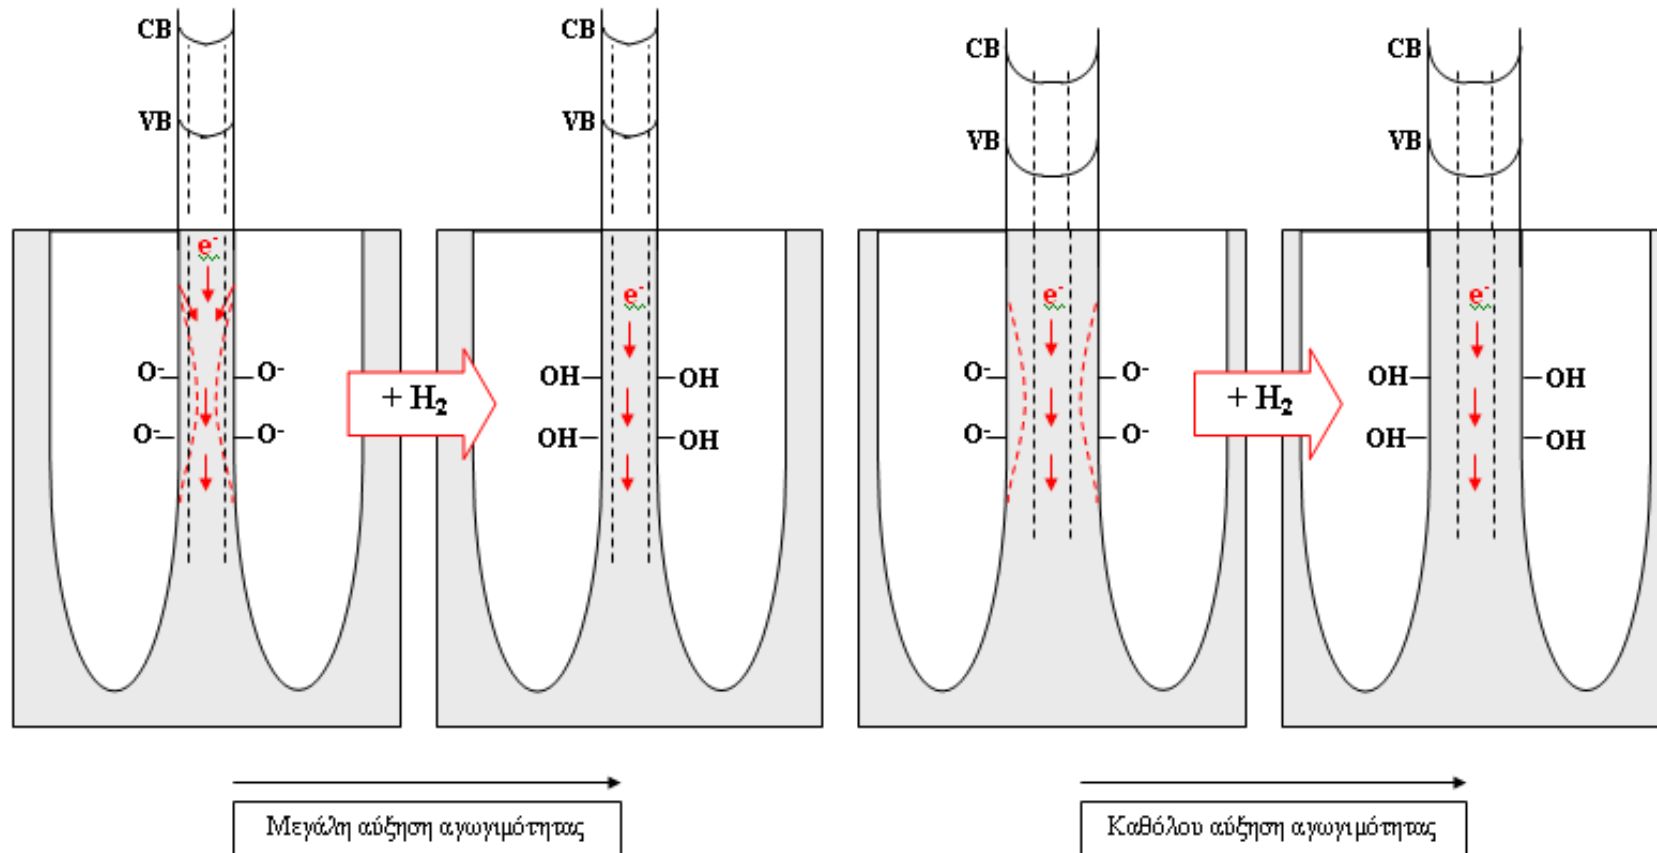 CB
VB
e⁻
O⁻ O⁻
O⁻ O⁻
+ H₂
CB
VB
e⁻
OH OH
OH OH
Μεγάλη αύξηση αγωγιμότητας
CB
VB
e⁻
O⁻ O⁻
O⁻ O⁻
+ H₂
CB
VB
e⁻
OH OH
OH OH
Καθόλου αύξηση αγωγιμότητας